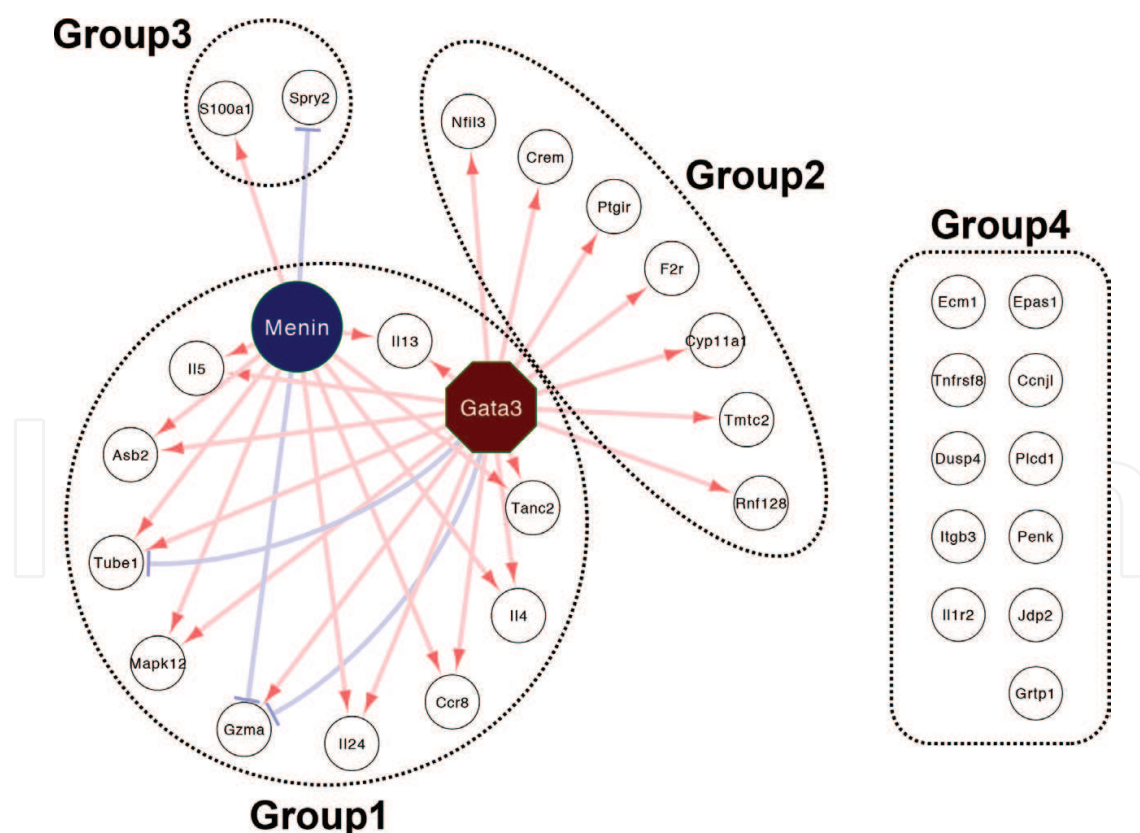 Group3
S100a1
Spry2
Nfil3
Crem
Ptgir
Group2
F2r
Cyp11a1
Tmtc2
Rnf128
Group4
Ecm1
Epas1
Tnfrsf8
Ccnjl
Dusp4
Plcd1
Itgb3
Penk
Il1r2
Jdp2
Grtp1
Menin
Il13
Il5
Gata3
Asb2
Tanc2
Tube1
Il4
Mapk12
Ccr8
Gzma
Il24
Group1